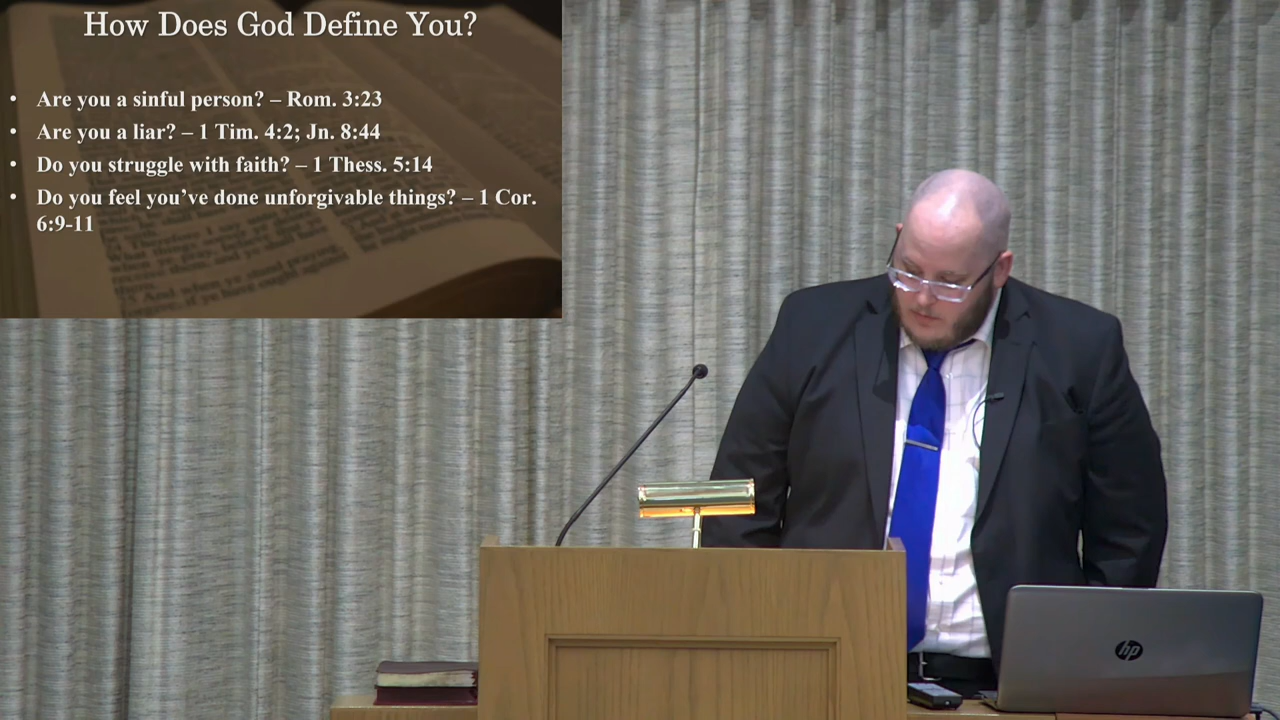 How Does God Define You?
• Are you a sinful person? – Rom. 3:23
• Are you a liar? – 1 Tim. 4:2; Jn. 8:44
• Do you struggle with faith? – 1 Thess. 5:14
• Do you feel you've done unforgivable things? – 1 Cor.
6:9-11
hp